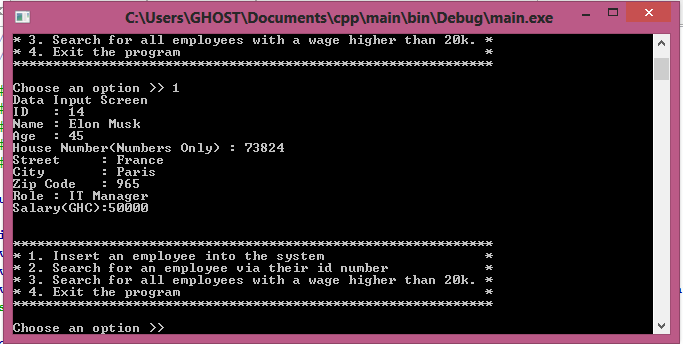 C:\Users\GHOST\Documents\cpp\main\bin\Debug\main.exe
* 3. Search for all employees with a wage higher than 20k. *
* 4. Exit the program                                      *
************************************************************
Choose an option >> 1
Data Input Screen
ID   : 14
Name : Elon Musk
Age  : 45
House Number(Numbers Only) : 73824
Street     : France
City       : Paris
Zip Code   : 965
Role : IT Manager
Salary(GHC):50000
************************************************************
* 1. Insert an employee into the system                    *
* 2. Search for an employee via their id number            *
* 3. Search for all employees with a wage higher than 20k. *
* 4. Exit the program                                      *
************************************************************
Choose an option >>